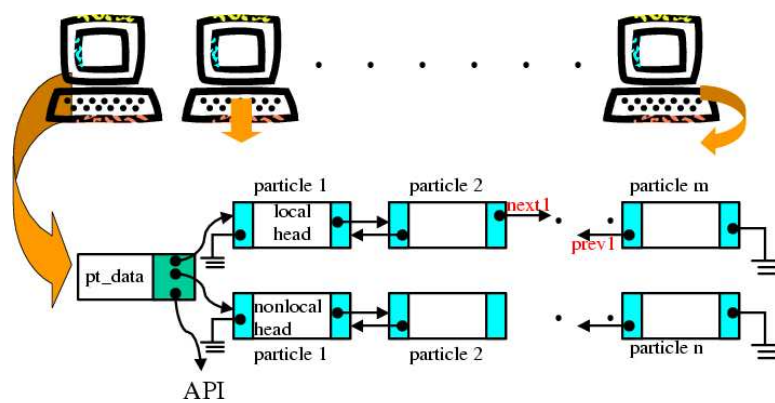 particle 1
particle 2
particle m
local
head
next1
prev1
pt_data
nonlocal
head
particle 1
particle 2
particle n
API